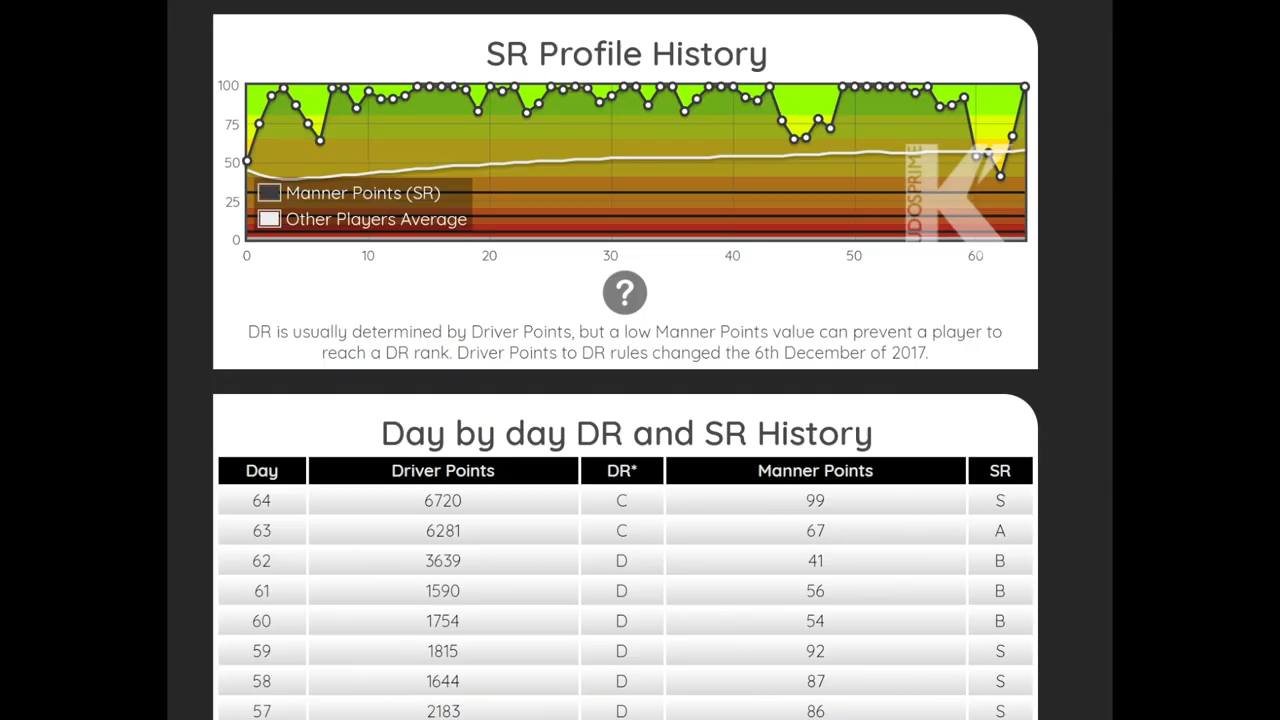 SR Profile History
100
75
50
25
0
Manner Points (SR)
Other Players Average
UDOSPRIME
K
0 10 20 30 40 50 60
?
DR is usually determined by Driver Points, but a low Manner Points value can prevent a player to
reach a DR rank. Driver Points to DR rules changed the 6th December of 2017.
Day by day DR and SR History
Day Driver Points DR* Manner Points SR
64 6720 C 99 S
63 6281 C 67 A
62 3639 D 41 B
61 1590 D 56 B
60 1754 D 54 B
59 1815 D 92 S
58 1644 D 87 S
57 2183 D 86 S